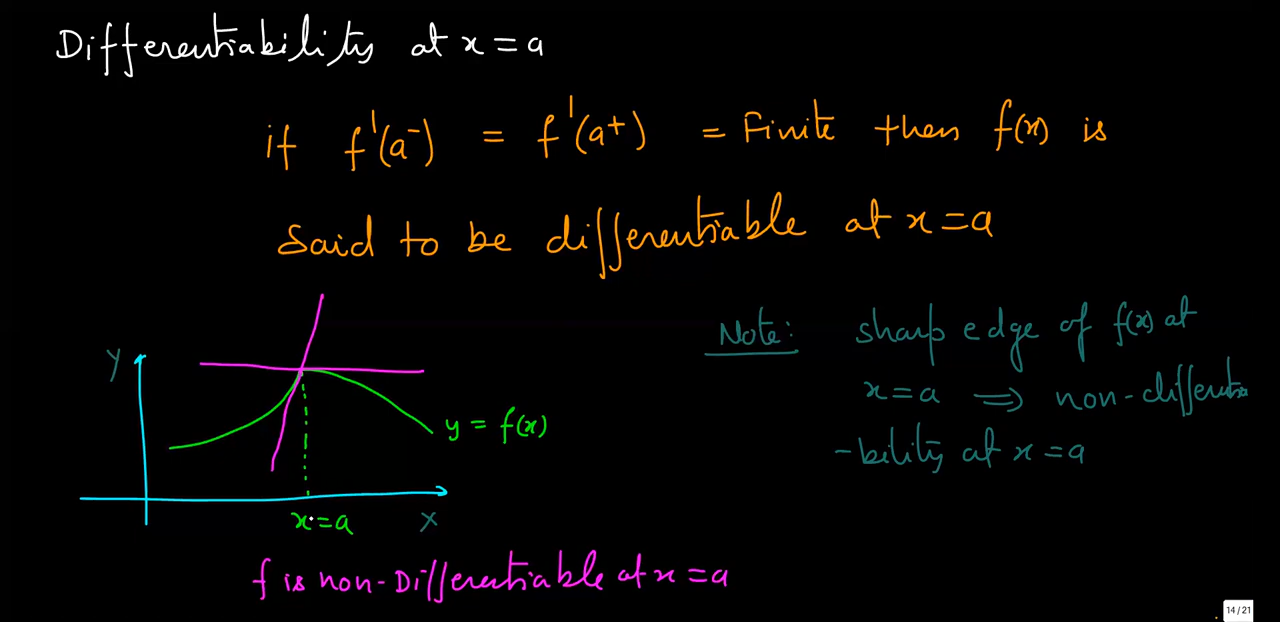 Differentiability at x = a
if f'(a⁻) = f'(a+) = Finite then f(x) is
said to be differentiable at x = a
Note: sharp edge of f(x) at
x = a ⟹ non-differentia
-bility at x = a
Y
y = f(x)
x = a
X
f is non-Differentiable at x = a
14 / 21